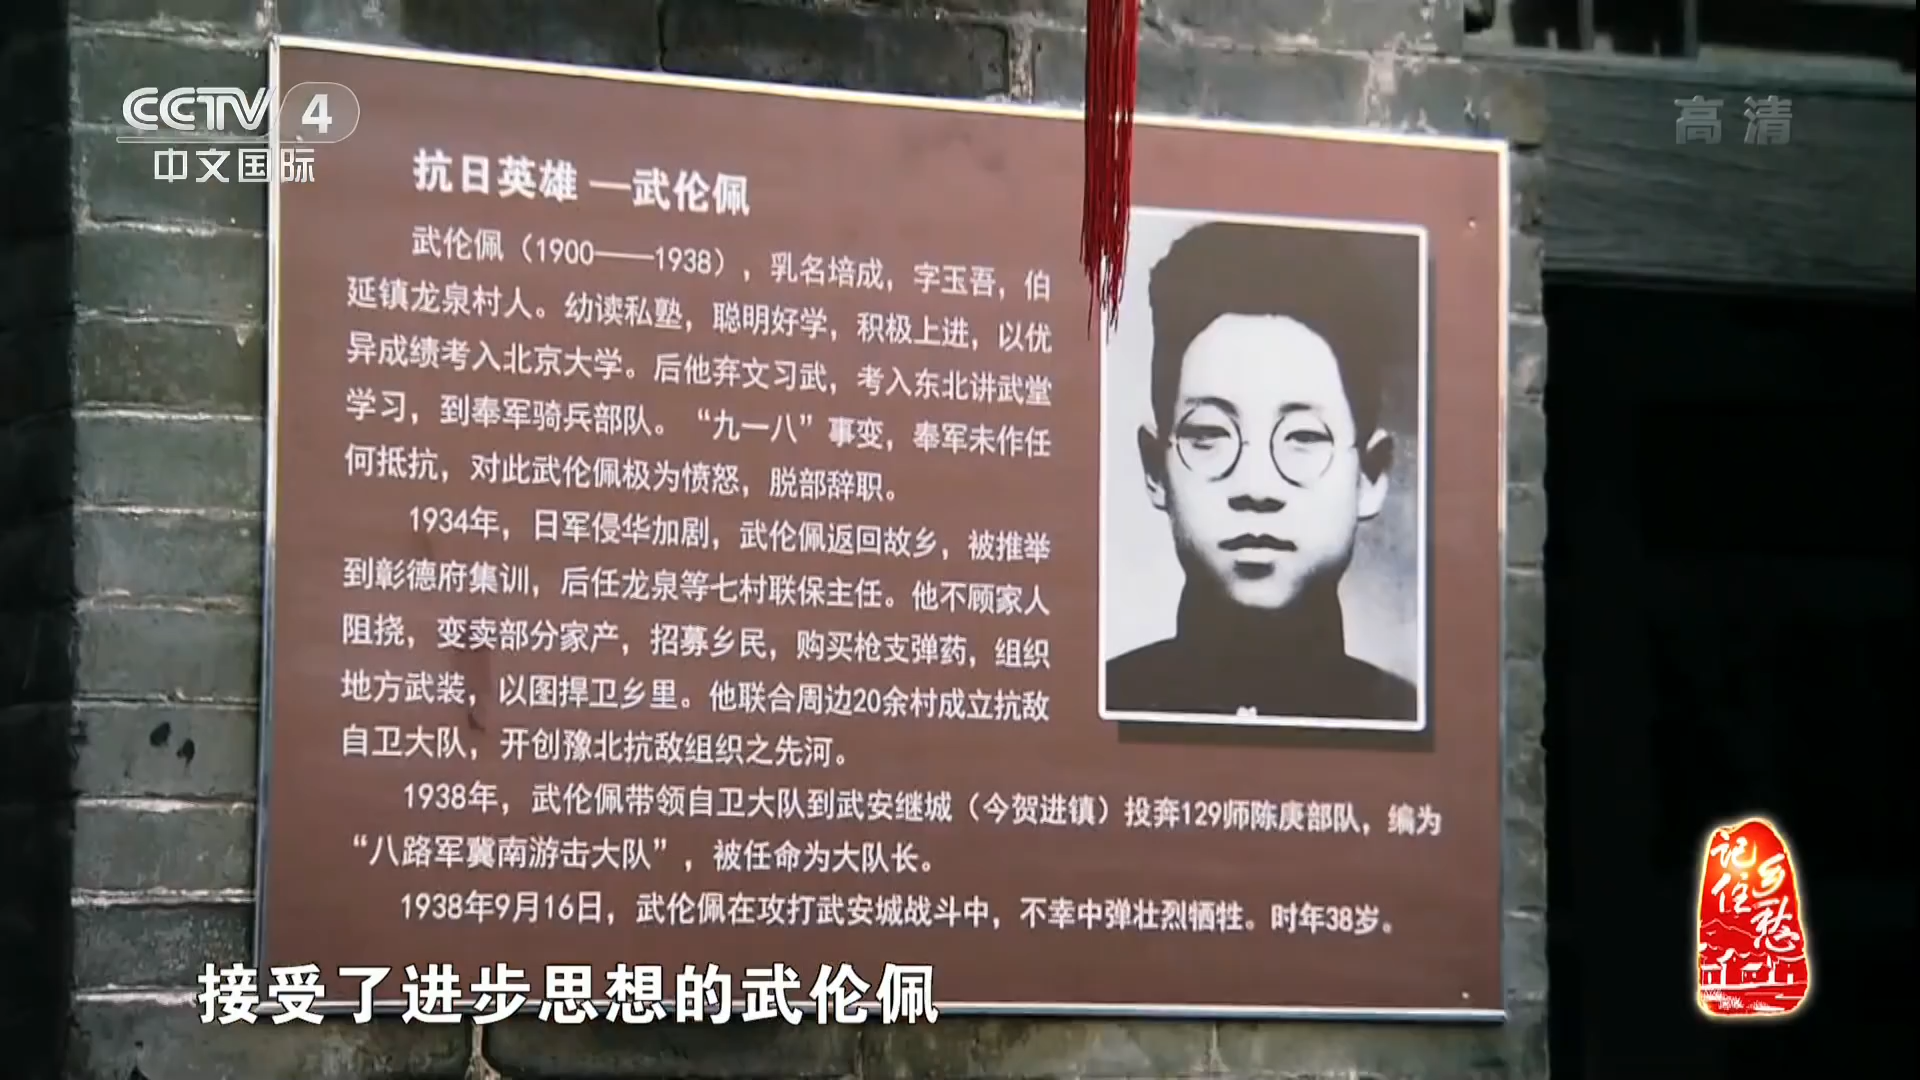 CCTV 4
中文国际
高清
抗日英雄—武伦佩
武伦佩（1900——1938），乳名培成，字玉吾，伯
延镇龙泉村人。幼读私塾，聪明好学，积极上进，以优
异成绩考入北京大学。后他弃文习武，考入东北讲武堂
学习，到奉军骑兵部队。“九一八”事变，奉军未作任
何抵抗，对此武伦佩极为愤怒，脱部辞职。
1934年，日军侵华加剧，武伦佩返回故乡，被推举
到彰德府集训，后任龙泉等七村联保主任。他不顾家人
阻挠，变卖部分家产，招募乡民，购买枪支弹药，组织
地方武装，以图捍卫乡里。他联合周边20余村成立抗敌
自卫大队，开创豫北抗敌组织之先河。
1938年，武伦佩带领自卫大队到武安继城（今贺进镇）投奔129师陈庚部队，编为
“八路军冀南游击大队”，被任命为大队长。
1938年9月16日，武伦佩在攻打武安城战斗中，不幸中弹壮烈牺牲。时年38岁。
接受了进步思想的武伦佩
记住乡愁